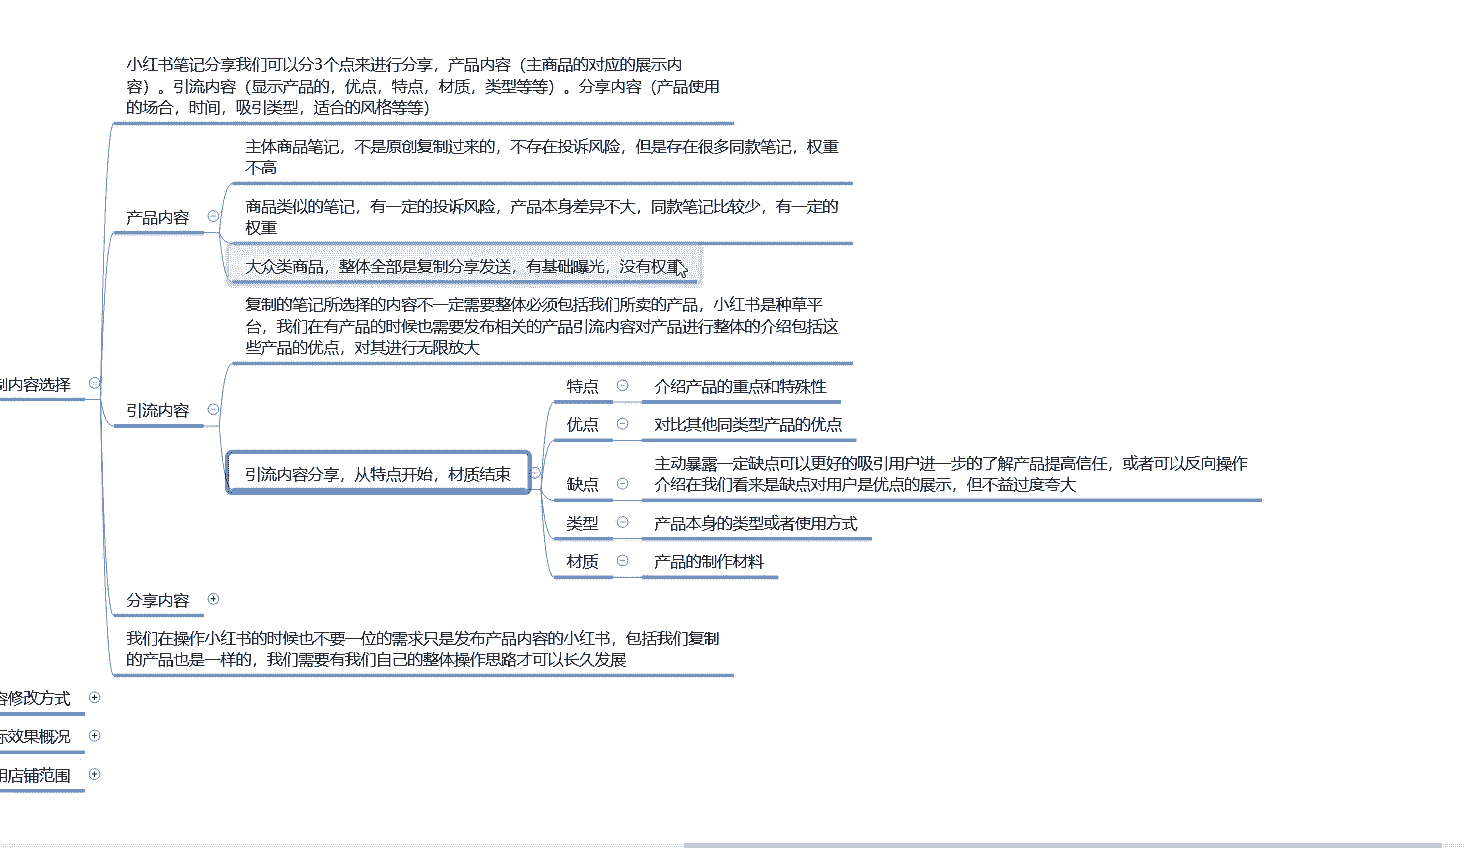 小红书笔记分享我们可以分3个点来进行分享，产品内容（主商品的对应的展示内
容）。引流内容（显示产品的，优点，特点，材质，类型等等）。分享内容（产品使用
的场合，时间，吸引类型，适合的风格等等）
主体商品笔记，不是原创复制过来的，不存在投诉风险，但是存在很多同款笔记，权重
不高
产品内容
商品类似的笔记，有一定的投诉风险，产品本身差异不大，同款笔记比较少，有一定的
权重
大众类商品，整体全部是复制分享发送，有基础曝光，没有权重
复制的笔记所选择的内容不一定需要整体必须包括我们所卖的产品，小红书是种草平
台，我们在有产品的时候也需要发布相关的产品引流内容对产品进行整体的介绍包括这
些产品的优点，对其进行无限放大
制内容选择
引流内容
引流内容分享，从特点开始，材质结束
特点
介绍产品的重点和特殊性
优点
对比其他同类型产品的优点
缺点
主动暴露一定缺点可以更好的吸引用户进一步的了解产品提高信任，或者可以反向操作
介绍在我们看来是缺点对用户是优点的展示，但不益过度夸大
类型
产品本身的类型或者使用方式
材质
产品的制作材料
分享内容
我们在操作小红书的时候也不要一位的需求只是发布产品内容的小红书，包括我们复制
的产品也是一样的，我们需要有我们自己的整体操作思路才可以长久发展
容修改方式
际效果概况
用店铺范围